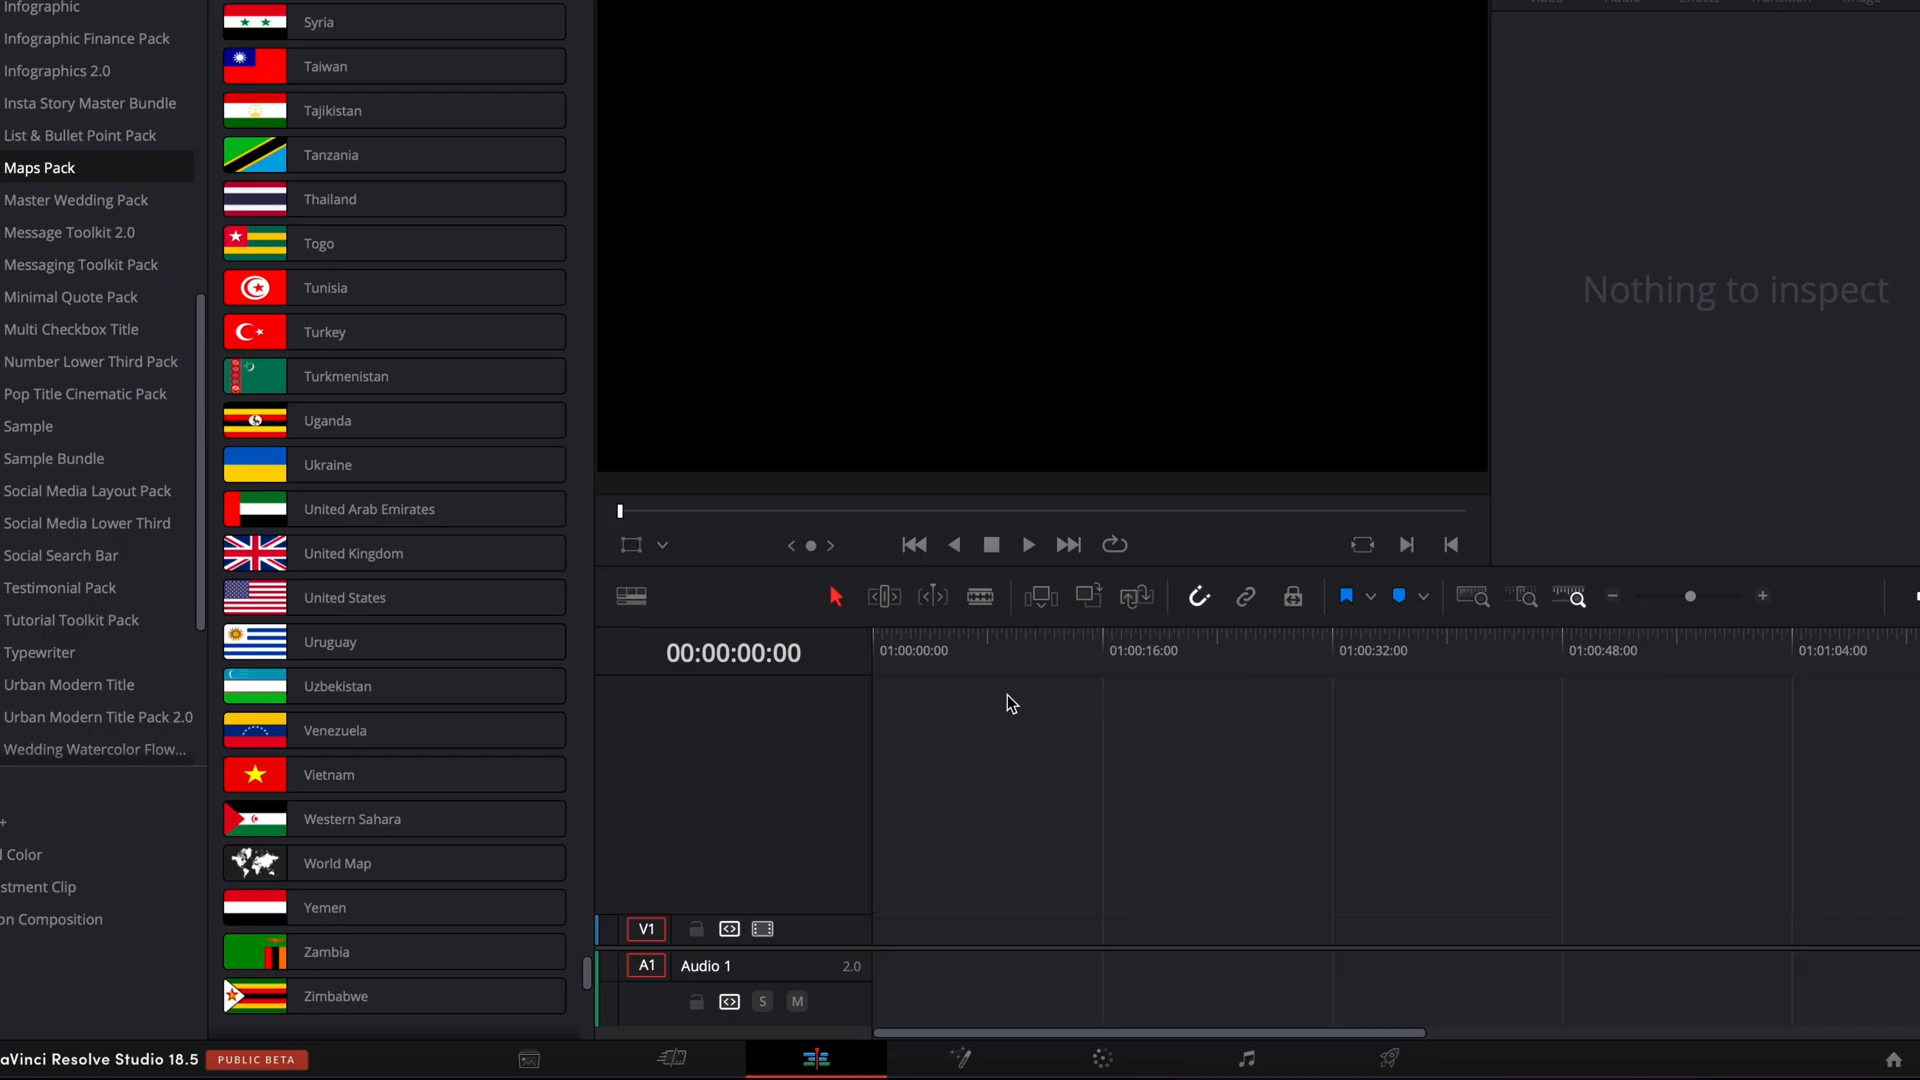 Infographic
Infographic Finance Pack
Infographics 2.0
Insta Story Master Bundle
List & Bullet Point Pack
Maps Pack
Master Wedding Pack
Message Toolkit 2.0
Messaging Toolkit Pack
Minimal Quote Pack
Multi Checkbox Title
Number Lower Third Pack
Pop Title Cinematic Pack
Sample
Sample Bundle
Social Media Layout Pack
Social Media Lower Third
Social Search Bar
Testimonial Pack
Tutorial Toolkit Pack
Typewriter
Urban Modern Title
Urban Modern Title Pack 2.0
Wedding Watercolor Flow...
+
l Color
stment Clip
on Composition
Syria
Taiwan
Tajikistan
Tanzania
Thailand
Togo
Tunisia
Turkey
Turkmenistan
Uganda
Ukraine
United Arab Emirates
United Kingdom
United States
Uruguay
Uzbekistan
Venezuela
Vietnam
Western Sahara
World Map
Yemen
Zambia
Zimbabwe
Video Audio Effects Transition Image
Nothing to inspect
00:00:00:00
01:00:00:00 01:00:16:00 01:00:32:00 01:00:48:00 01:01:04:00
V1
A1 Audio 1 2.0
S M
aVinci Resolve Studio 18.5 PUBLIC BETA